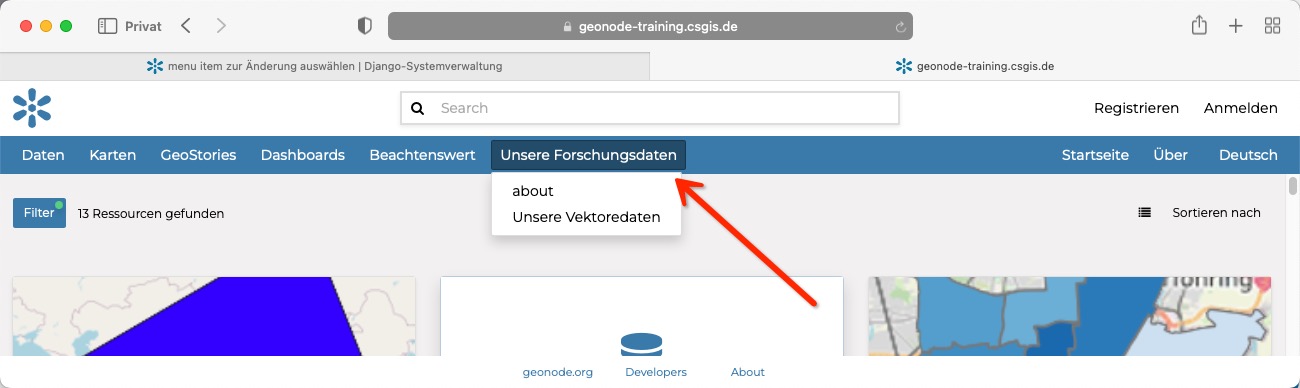 Privat
geonode-training.csgis.de
menu item zur Änderung auswählen | Django-Systemverwaltung
geonode-training.csgis.de
Search
Registrieren Anmelden
Daten Karten GeoStories Dashboards Beachtenswert Unsere Forschungsdaten Startseite Über Deutsch
about
Unsere Vektoredaten
Filter 13 Ressourcen gefunden Sortieren nach
geonode.org Developers About